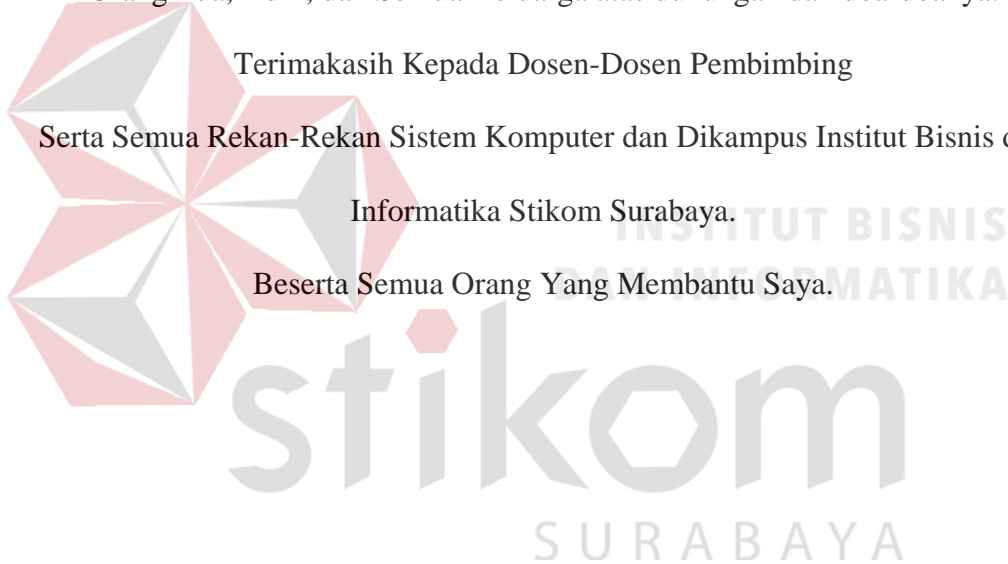 Terimakasih Kepada Dosen-Dosen Pembimbing
Serta Semua Rekan-Rekan Sistem Komputer dan Dikampus Institut Bisnis
Informatika Stikom Surabaya.
INSTITUT BISNIS
Beserta Semua Orang Yang Membantu Saya.
DAN INFORMATIKA
stikom
SURABAYA